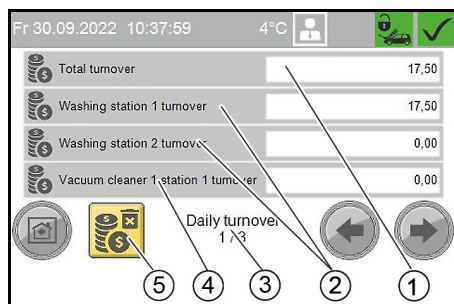 Fr 30.09.2022 10:37:59 4°C
Total turnover 17,50
Washing station 1 turnover 17,50
Washing station 2 turnover 0,00
Vacuum cleaner 1 station 1 turnover 0,00
Daily turnover
1 / 3
5 4 3 2 1